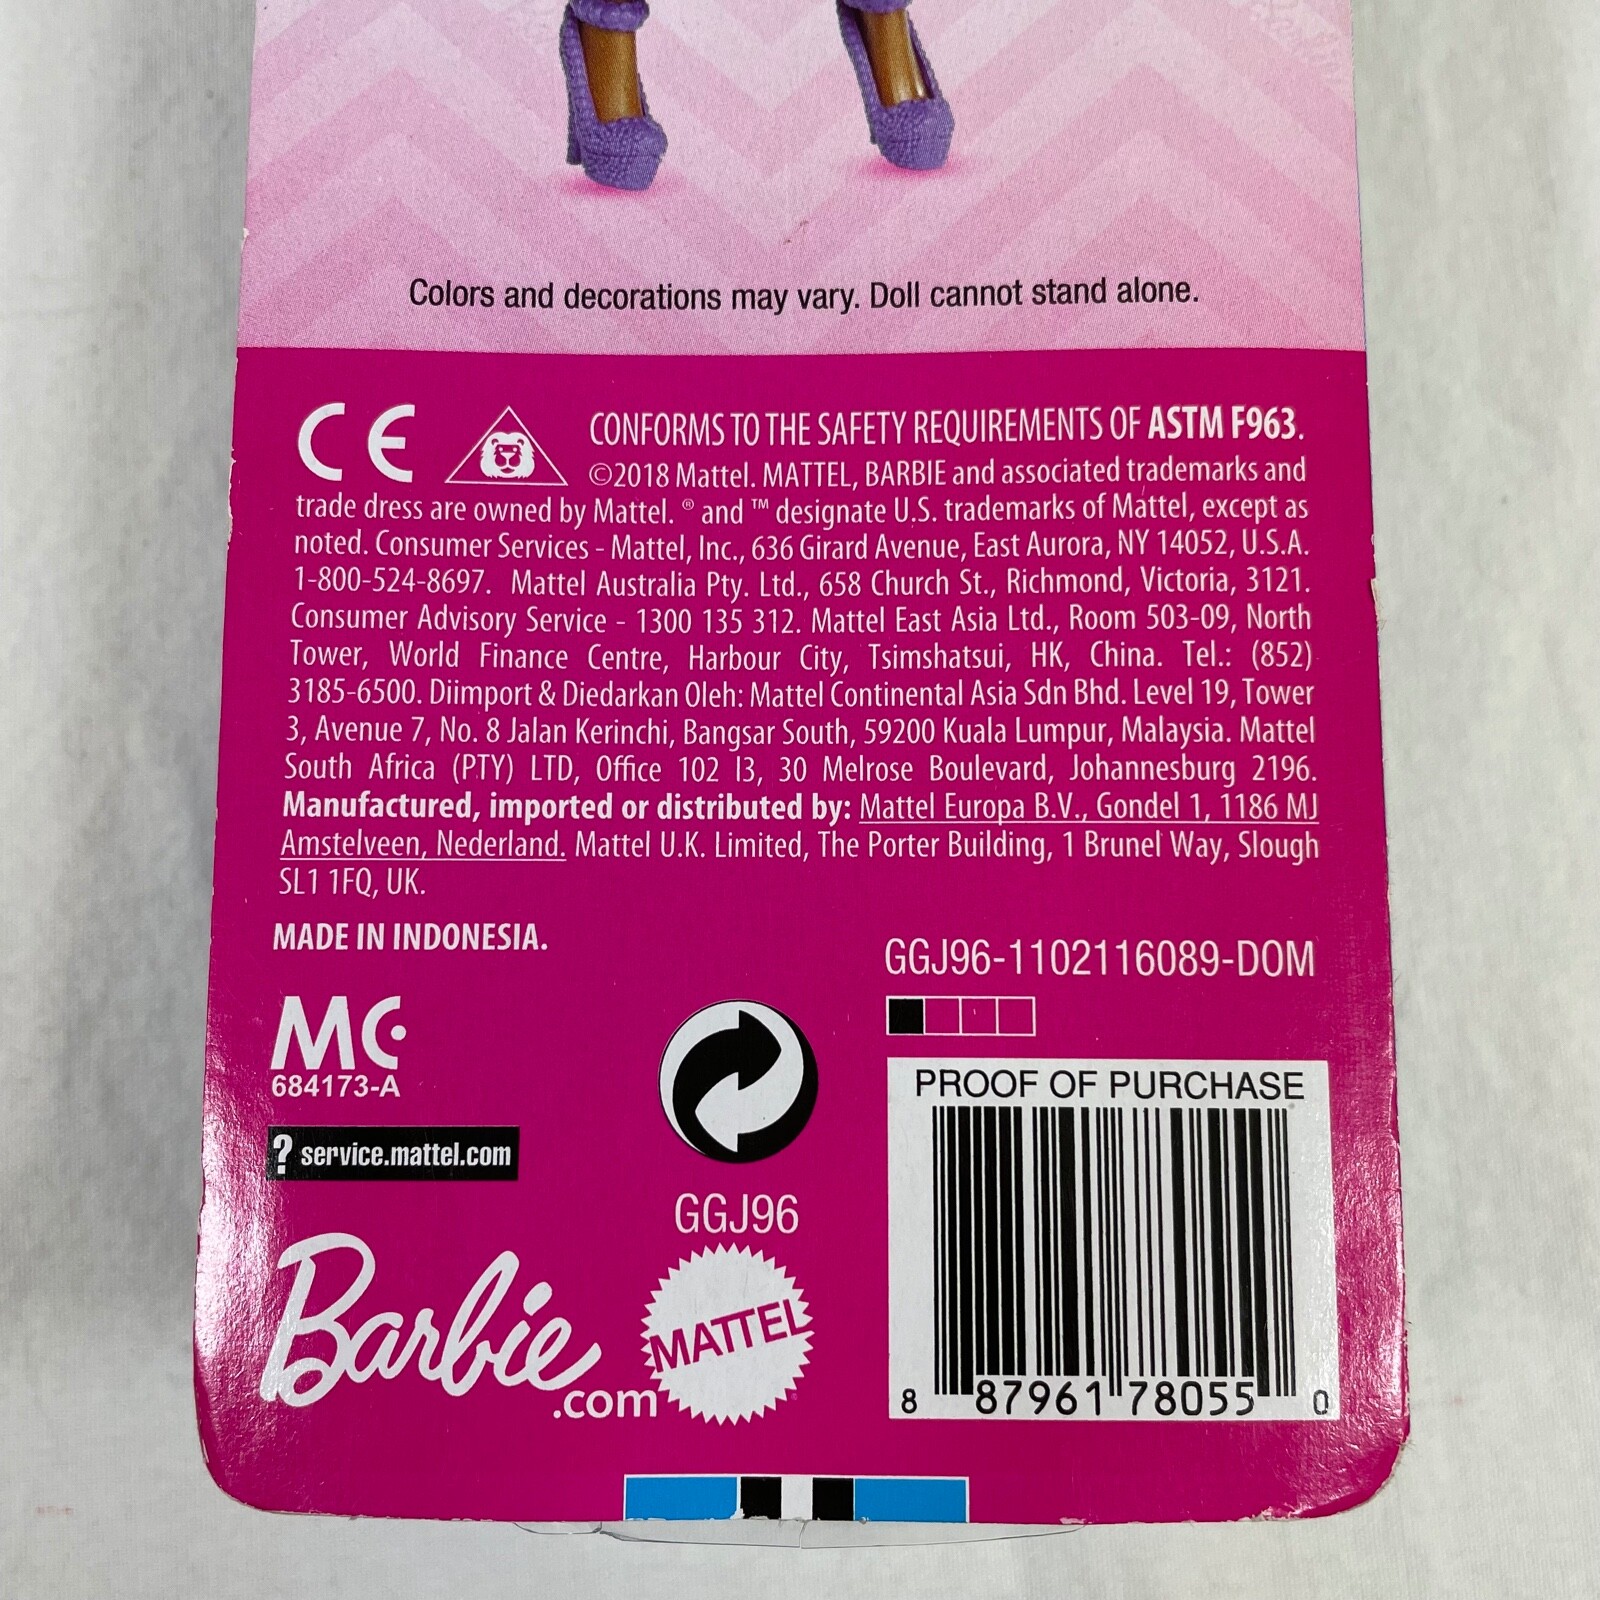 Colors and decorations may vary. Doll cannot stand alone.
CE
CONFORMS TO THE SAFETY REQUIREMENTS OF ASTM F963.
©2018 Mattel. MATTEL, BARBIE and associated trademarks and
trade dress are owned by Mattel. ® and ™ designate U.S. trademarks of Mattel, except as
noted. Consumer Services - Mattel, Inc., 636 Girard Avenue, East Aurora, NY 14052, U.S.A.
1-800-524-8697. Mattel Australia Pty. Ltd., 658 Church St., Richmond, Victoria, 3121.
Consumer Advisory Service - 1300 135 312. Mattel East Asia Ltd., Room 503-09, North
Tower, World Finance Centre, Harbour City, Tsimshatsui, HK, China. Tel.: (852)
3185-6500. Diimport & Diedarkan Oleh: Mattel Continental Asia Sdn Bhd. Level 19, Tower
3, Avenue 7, No. 8 Jalan Kerinchi, Bangsar South, 59200 Kuala Lumpur, Malaysia. Mattel
South Africa (PTY) LTD, Office 102 I3, 30 Melrose Boulevard, Johannesburg 2196.
Manufactured, imported or distributed by: Mattel Europa B.V., Gondel 1, 1186 MJ
Amstelveen, Nederland. Mattel U.K. Limited, The Porter Building, 1 Brunel Way, Slough
SL1 1FQ, UK.
MADE IN INDONESIA.
GGJ96-1102116089-DOM
MC
684173-A
? service.mattel.com
GGJ96
Barbie
.com
MATTEL
PROOF OF PURCHASE
8 87961 78055 0